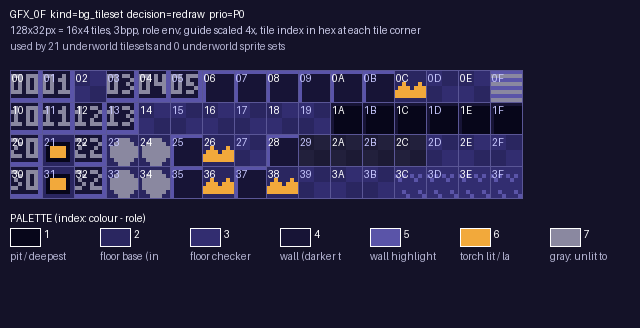 GFX_0F kind=bg_tileset decision=redraw prio=P0
128x32px = 16x4 tiles, 3bpp, role env; guide scaled 4x, tile index in hex at each tile corner
used by 21 underworld tilesets and 0 underworld sprite sets
00 01 02 03 04 05 06 07 08 09 0A 0B 0C 0D 0E 0F
10 11 12 13 14 15 16 17 18 19 1A 1B 1C 1D 1E 1F
20 21 22 23 24 25 26 27 28 29 2A 2B 2C 2D 2E 2F
30 31 32 33 34 35 36 37 38 39 3A 3B 3C 3D 3E 3F
PALETTE (index: colour - role)
1 2 3 4 5 6 7
pit / deepest floor base (in floor checker wall (darker t wall highlight torch lit / la gray: unlit to